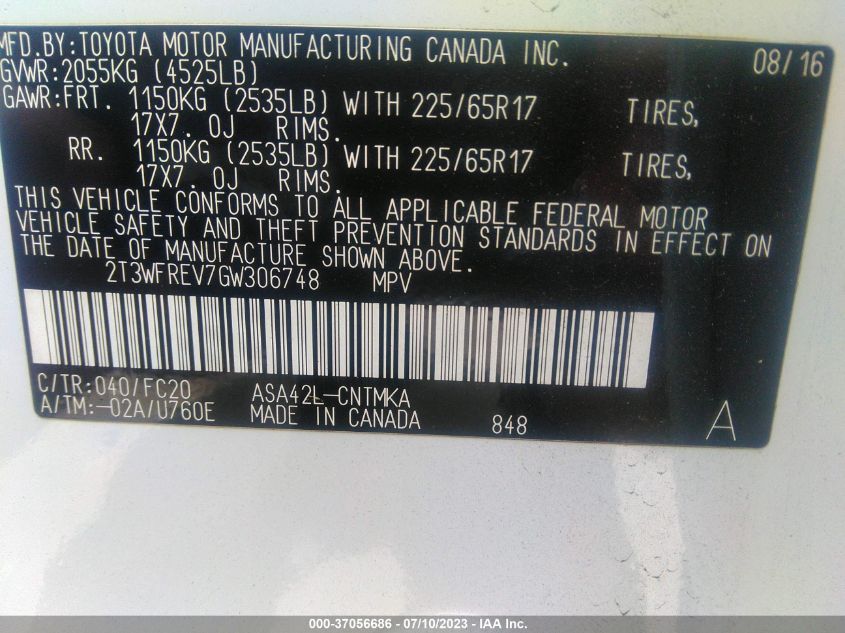 MFD.BY:TOYOTA MOTOR MANUFACTURING CANADA INC. 08/16
GVWR:2055KG (4525LB)
GAWR:FRT. 1150KG (2535LB) WITH 225/65R17 TIRES,
17X7. 0J RIMS.
RR. 1150KG (2535LB) WITH 225/65R17 TIRES,
17X7. 0J RIMS.
THIS VEHICLE CONFORMS TO ALL APPLICABLE FEDERAL MOTOR
VEHICLE SAFETY AND THEFT PREVENTION STANDARDS IN EFFECT ON
THE DATE OF MANUFACTURE SHOWN ABOVE.
2T3WFREV7GW306748 MPV
C/TR:040/FC20 ASA42L-CNTMKA
A/TM:-02A/U760E MADE IN CANADA 848 A
000-37056686 - 07/10/2023 - IAA Inc.